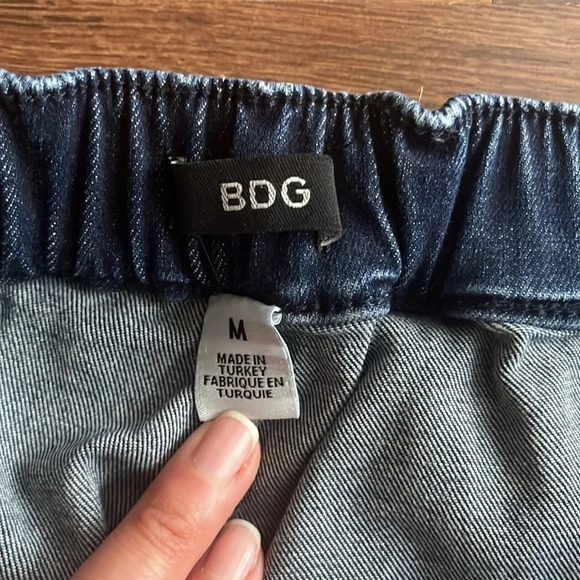 BDG
M
MADE IN
TURKEY
FABRIQUE EN
TURQUIE